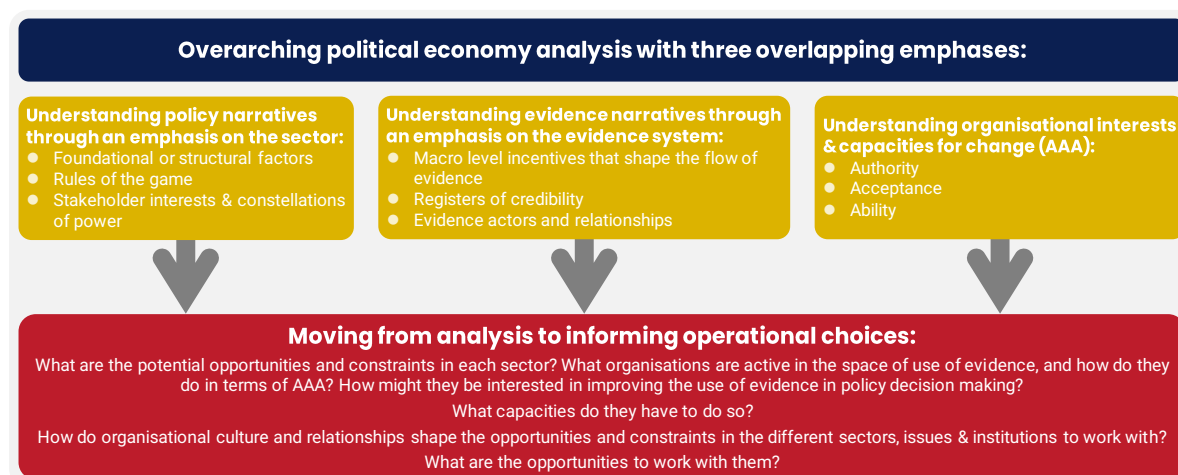 Overarching political economy analysis with three overlapping emphases:
Understanding policy narratives
through an emphasis on the sector:
● Foundational or structural factors
● Rules of the game
● Stakeholder interests & constellations
of power
Understanding evidence narratives through
an emphasis on the evidence system:
● Macro level incentives that shape the flow of
evidence
● Registers of credibility
● Evidence actors and relationships
Understanding organisational interests
& capacities for change (AAA):
● Authority
● Acceptance
● Ability
Moving from analysis to informing operational choices:
What are the potential opportunities and constraints in each sector? What organisations are active in the space of use of evidence, and how do they
do in terms of AAA? How might they be interested in improving the use of evidence in policy decision making?
What capacities do they have to do so?
How do organisational culture and relationships shape the opportunities and constraints in the different sectors, issues & institutions to work with?
What are the opportunities to work with them?